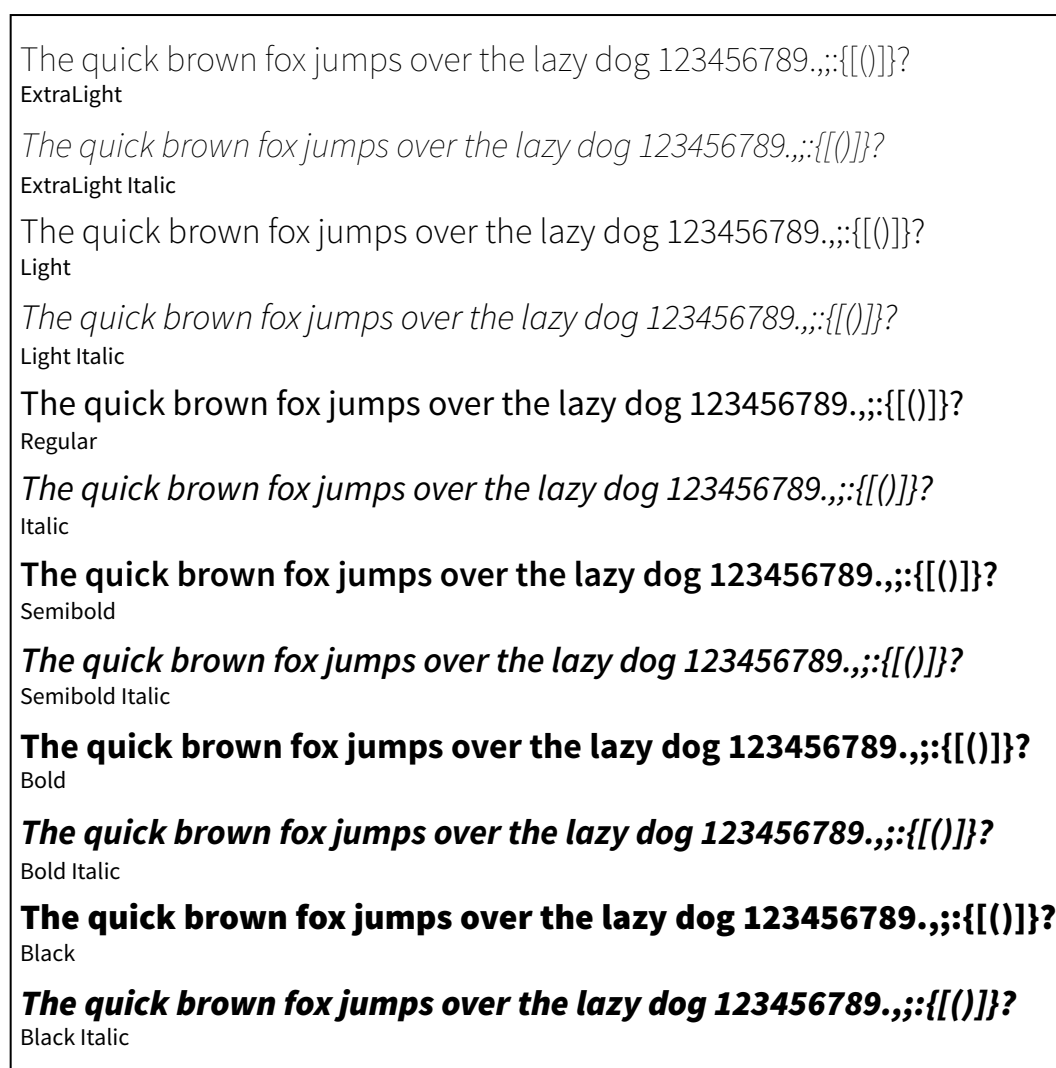 The quick brown fox jumps over the lazy dog 123456789.,;:{[()]}?
ExtraLight
The quick brown fox jumps over the lazy dog 123456789.,;:{[()]}?
ExtraLight Italic
The quick brown fox jumps over the lazy dog 123456789.,;:{[()]}?
Light
The quick brown fox jumps over the lazy dog 123456789.,;:{[()]}?
Light Italic
The quick brown fox jumps over the lazy dog 123456789.,;:{[()]}?
Regular
The quick brown fox jumps over the lazy dog 123456789.,;:{[()]}?
Italic
The quick brown fox jumps over the lazy dog 123456789.,;:{[()]}?
Semibold
The quick brown fox jumps over the lazy dog 123456789.,;:{[()]}?
Semibold Italic
The quick brown fox jumps over the lazy dog 123456789.,;:{[()]}?
Bold
The quick brown fox jumps over the lazy dog 123456789.,;:{[()]}?
Bold Italic
The quick brown fox jumps over the lazy dog 123456789.,;:{[()]}?
Black
The quick brown fox jumps over the lazy dog 123456789.,;:{[()]}?
Black Italic